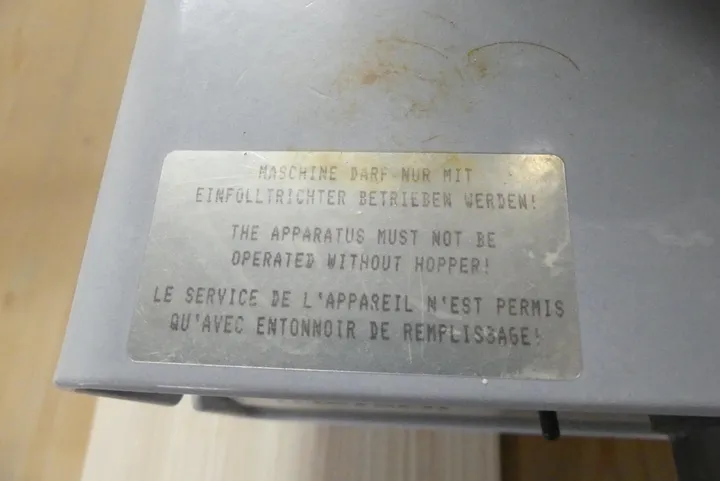 MASCHINE DARF NUR MIT
EINFÜLLTRICHTER BETRIEBEN WERDEN!
THE APPARATUS MUST NOT BE
OPERATED WITHOUT HOPPER!
LE SERVICE DE L'APPAREIL N'EST PERMIS
QU'AVEC ENTONNOIR DE REMPLISSAGE!